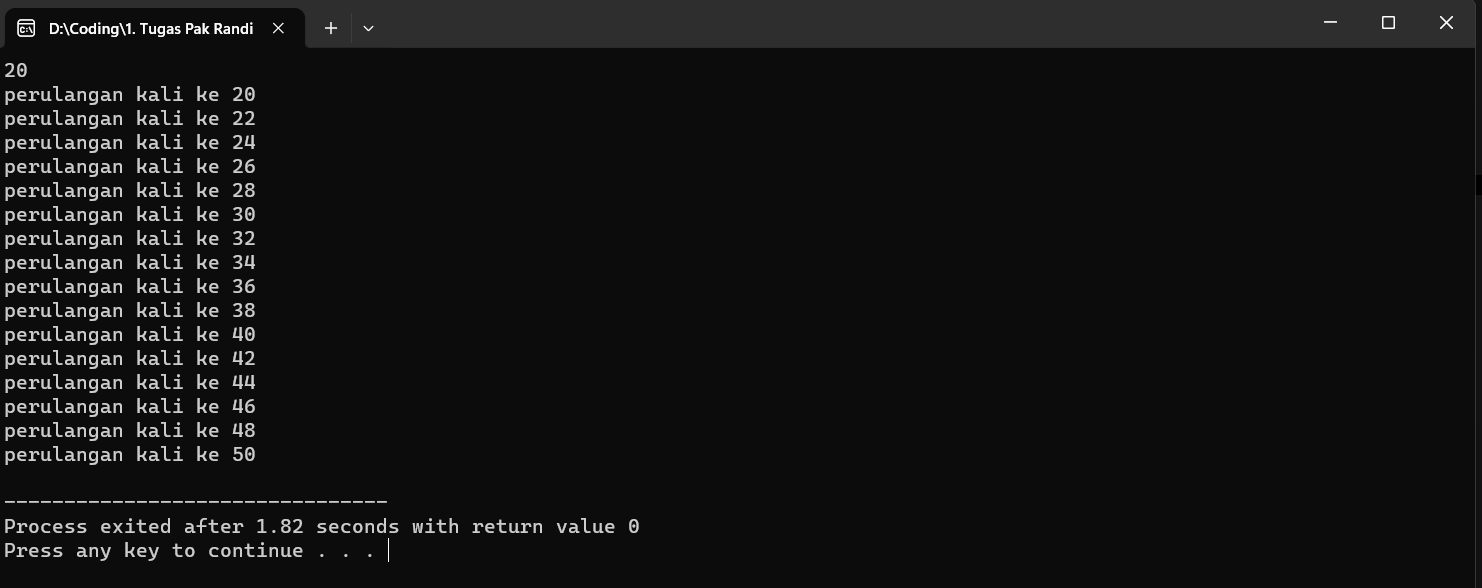 D:\Coding\1. Tugas Pak Randi
20
perulangan kali ke 20
perulangan kali ke 22
perulangan kali ke 24
perulangan kali ke 26
perulangan kali ke 28
perulangan kali ke 30
perulangan kali ke 32
perulangan kali ke 34
perulangan kali ke 36
perulangan kali ke 38
perulangan kali ke 40
perulangan kali ke 42
perulangan kali ke 44
perulangan kali ke 46
perulangan kali ke 48
perulangan kali ke 50
--------------------------------
Process exited after 1.82 seconds with return value 0
Press any key to continue . . .